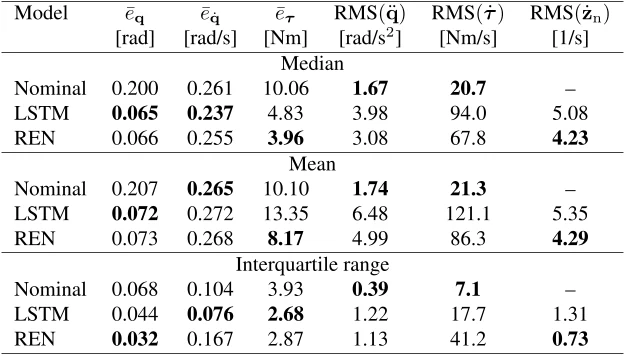 Model ē_q ē_q̇ ē_τ RMS(q̈) RMS(τ̇) RMS(ż_n)
[rad] [rad/s] [Nm] [rad/s²] [Nm/s] [1/s]
Median
Nominal 0.200 0.261 10.06 1.67 20.7 –
LSTM 0.065 0.237 4.83 3.98 94.0 5.08
REN 0.066 0.255 3.96 3.08 67.8 4.23
Mean
Nominal 0.207 0.265 10.10 1.74 21.3 –
LSTM 0.072 0.272 13.35 6.48 121.1 5.35
REN 0.073 0.268 8.17 4.99 86.3 4.29
Interquartile range
Nominal 0.068 0.104 3.93 0.39 7.1 –
LSTM 0.044 0.076 2.68 1.22 17.7 1.31
REN 0.032 0.167 2.87 1.13 41.2 0.73